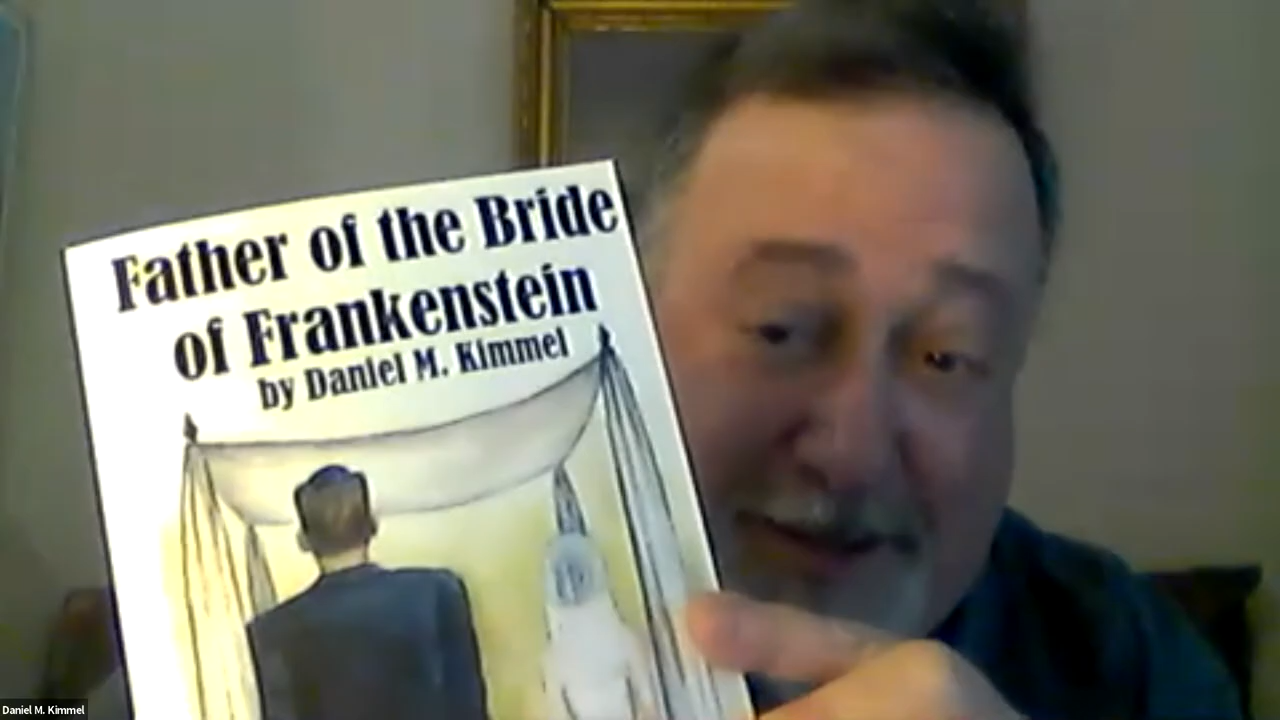 Father of the Bride
of Frankenstein
by Daniel M. Kimmel
Daniel M. Kimmel